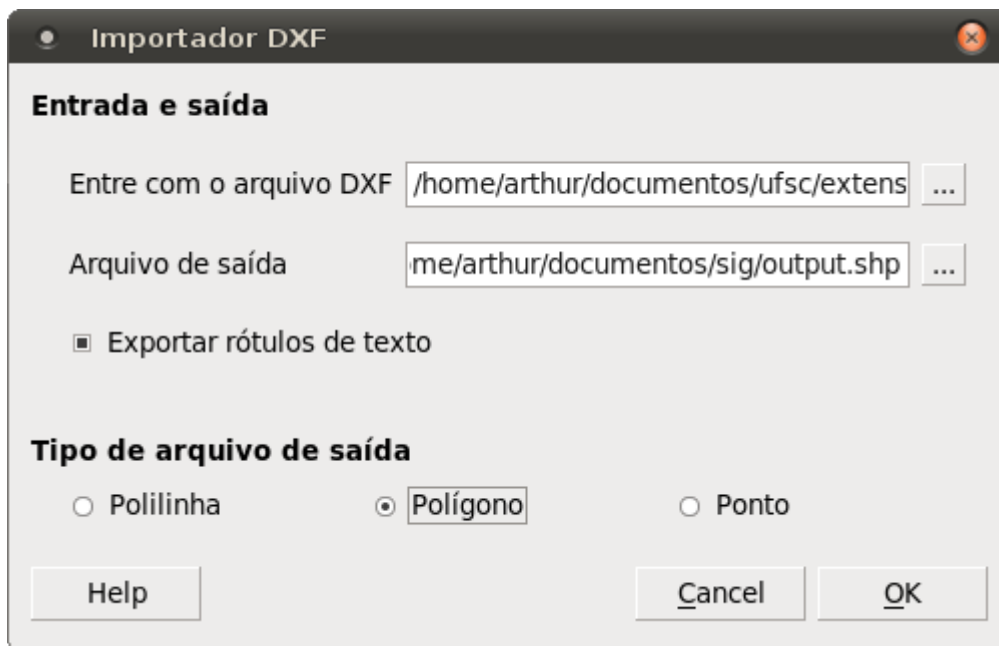 Importador DXF
Entrada e saída
Entre com o arquivo DXF /home/arthur/documentos/ufsc/extens ...
Arquivo de saída me/arthur/documentos/sig/output.shp ...
Exportar rótulos de texto
Tipo de arquivo de saída
Polilinha Polígono Ponto
Help Cancel OK